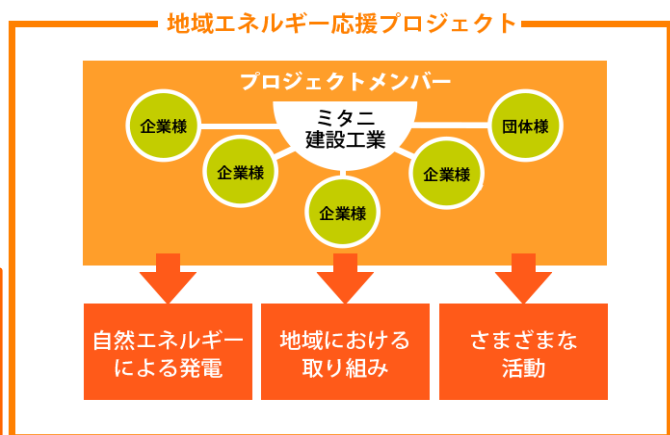 地域エネルギー応援プロジェクト
プロジェクトメンバー
ミタニ
建設工業
企業様
団体様
企業様
企業様
企業様
自然エネルギー
による発電
地域における
取り組み
さまざまな
活動